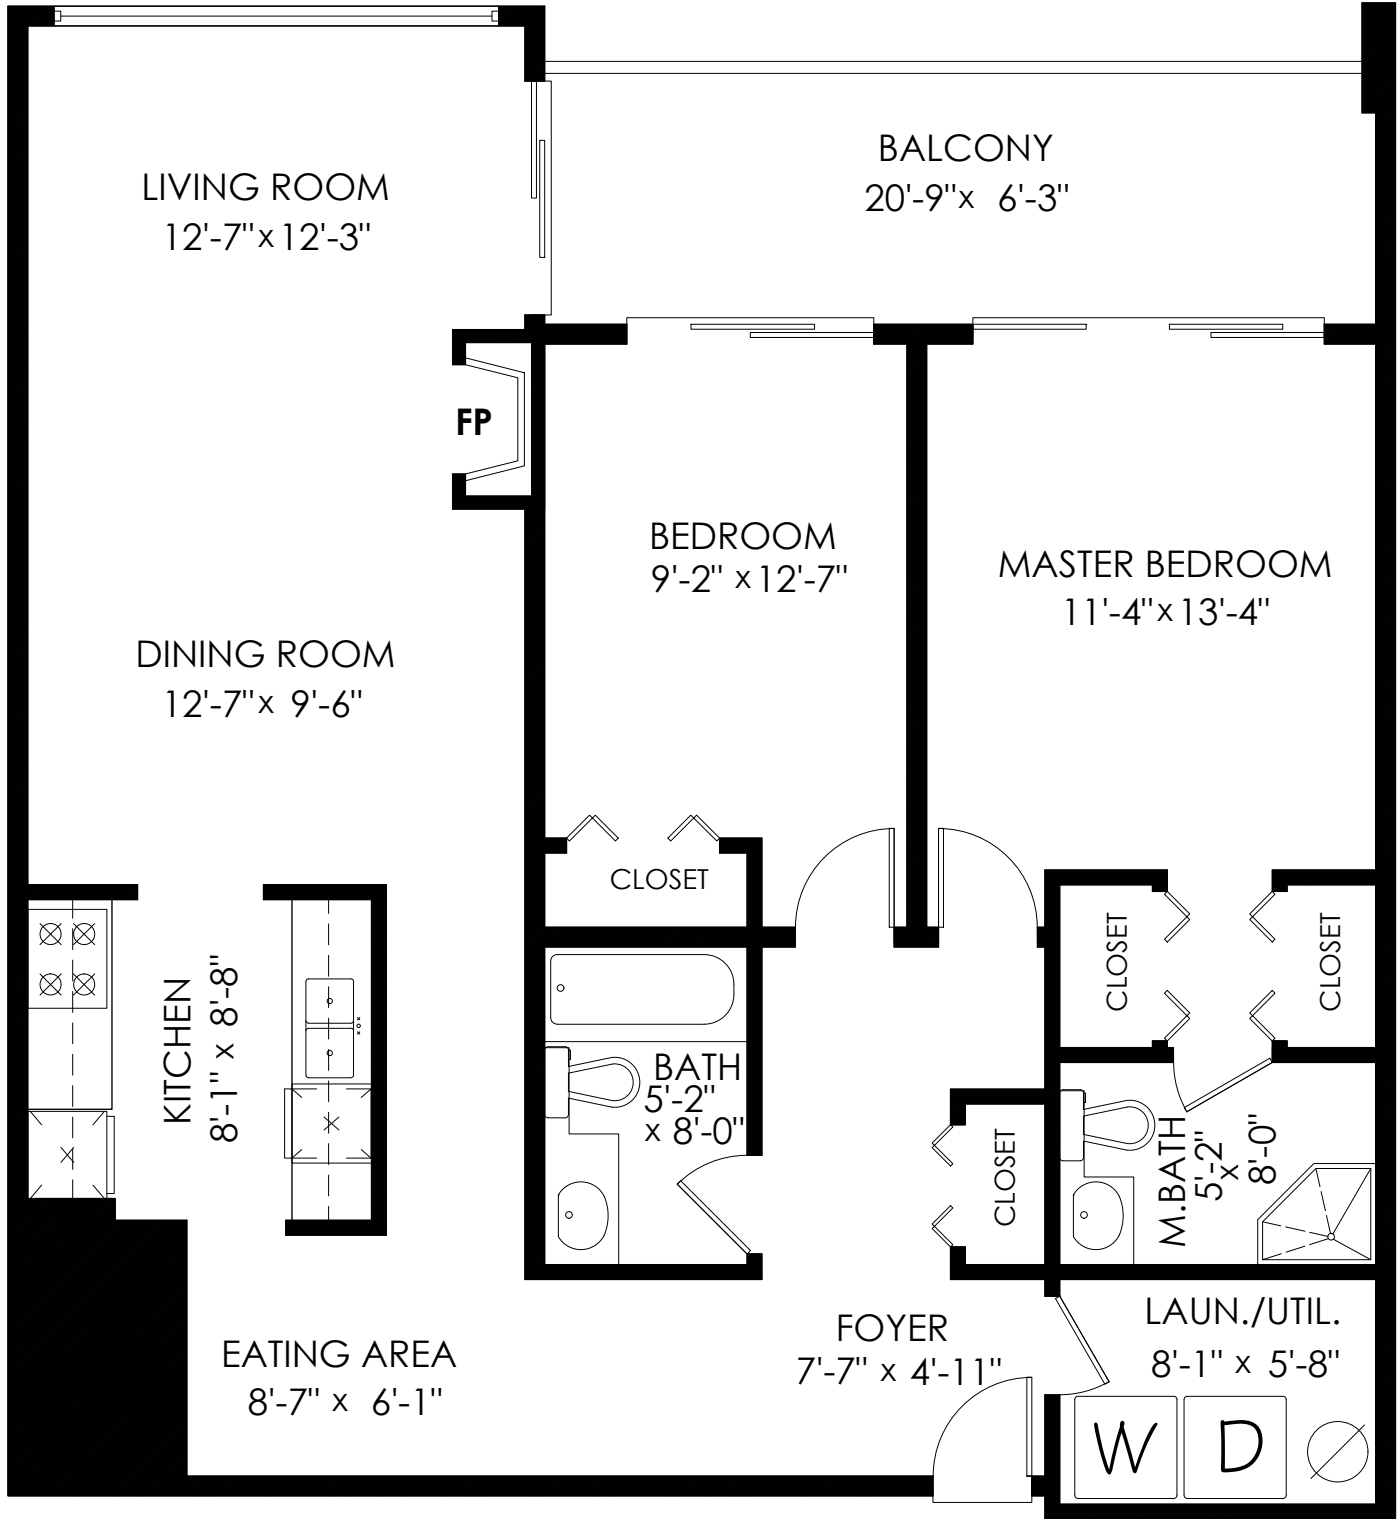 BALCONY
20'-9"x 6'-3"
LIVING ROOM
12'-7"x12'-3"
FP
BEDROOM
9'-2" x12'-7"
MASTER BEDROOM
11'-4"x13'-4"
DINING ROOM
12'-7"x 9'-6"
CLOSET
CLOSET
CLOSET
KITCHEN
8'-1" x 8'-8"
BATH
5'-2"
x 8'-0"
CLOSET
M.BATH
5'-2"
x
8'-0"
EATING AREA
8'-7" x 6'-1"
FOYER
7'-7" x 4'-11"
LAUN./UTIL.
8'-1" x 5'-8"
W
D